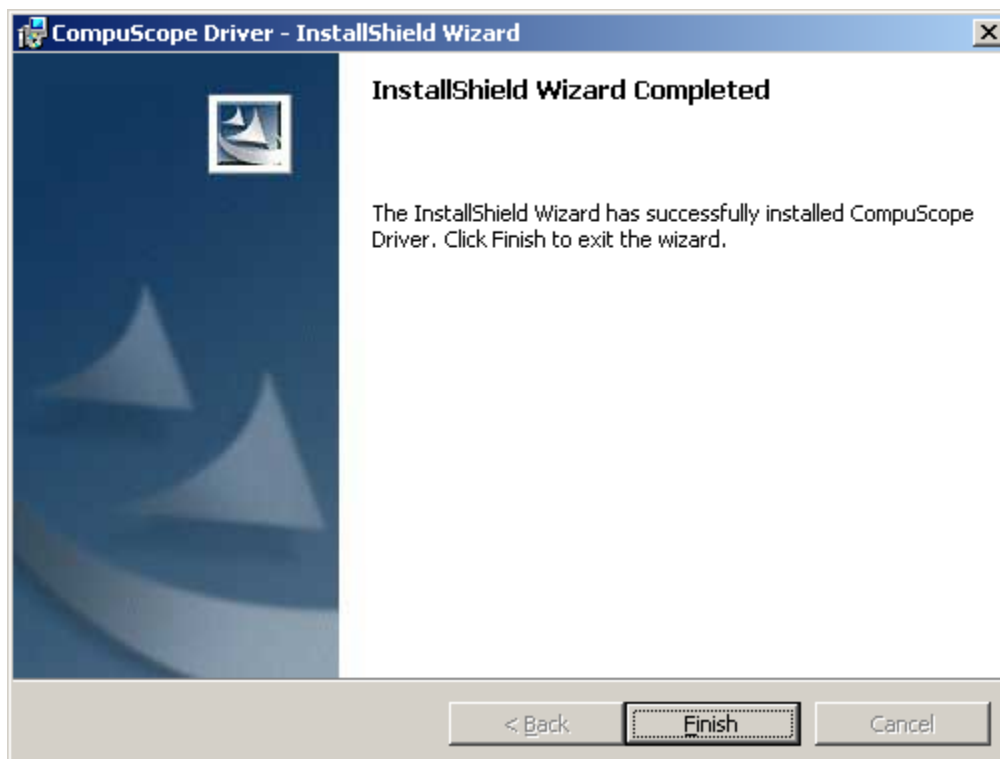 CompuScope Driver - InstallShield Wizard
InstallShield Wizard Completed
The InstallShield Wizard has successfully installed CompuScope
Driver. Click Finish to exit the wizard.
< Back
Finish
Cancel